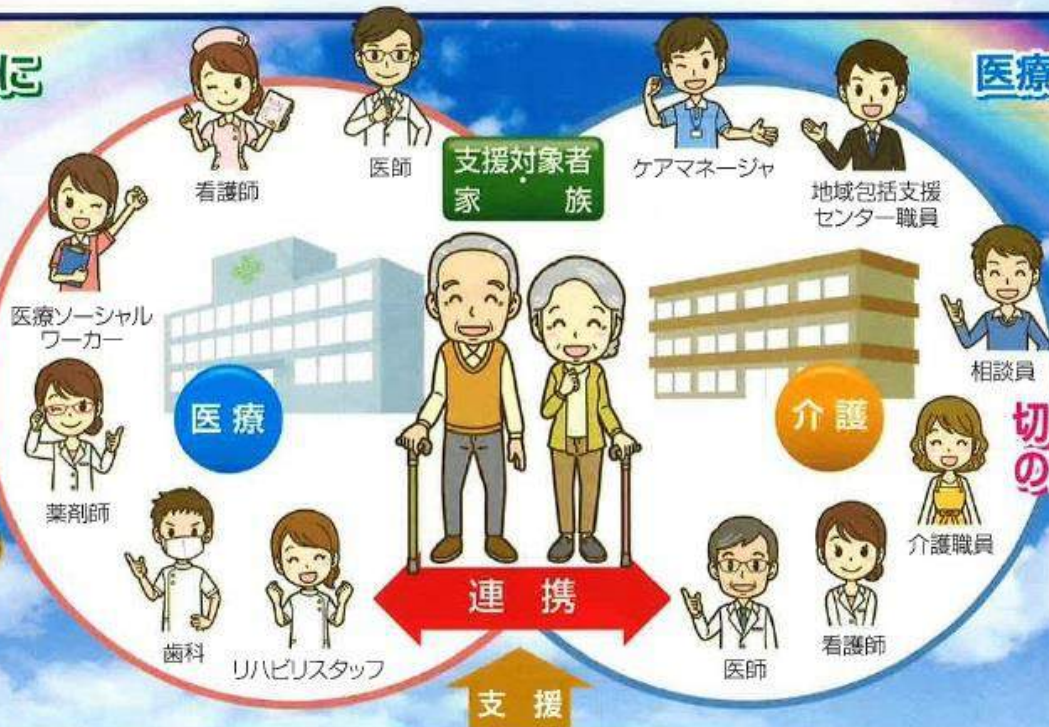 に
医療
看護師
医師
支援対象者
・
家族
ケアマネージャ
地域包括支援
センター職員
医療ソーシャル
ワーカー
相談員
医療
介護
切
の
薬剤師
介護職員
歯科
リハビリスタッフ
連携
医師
看護師
支援